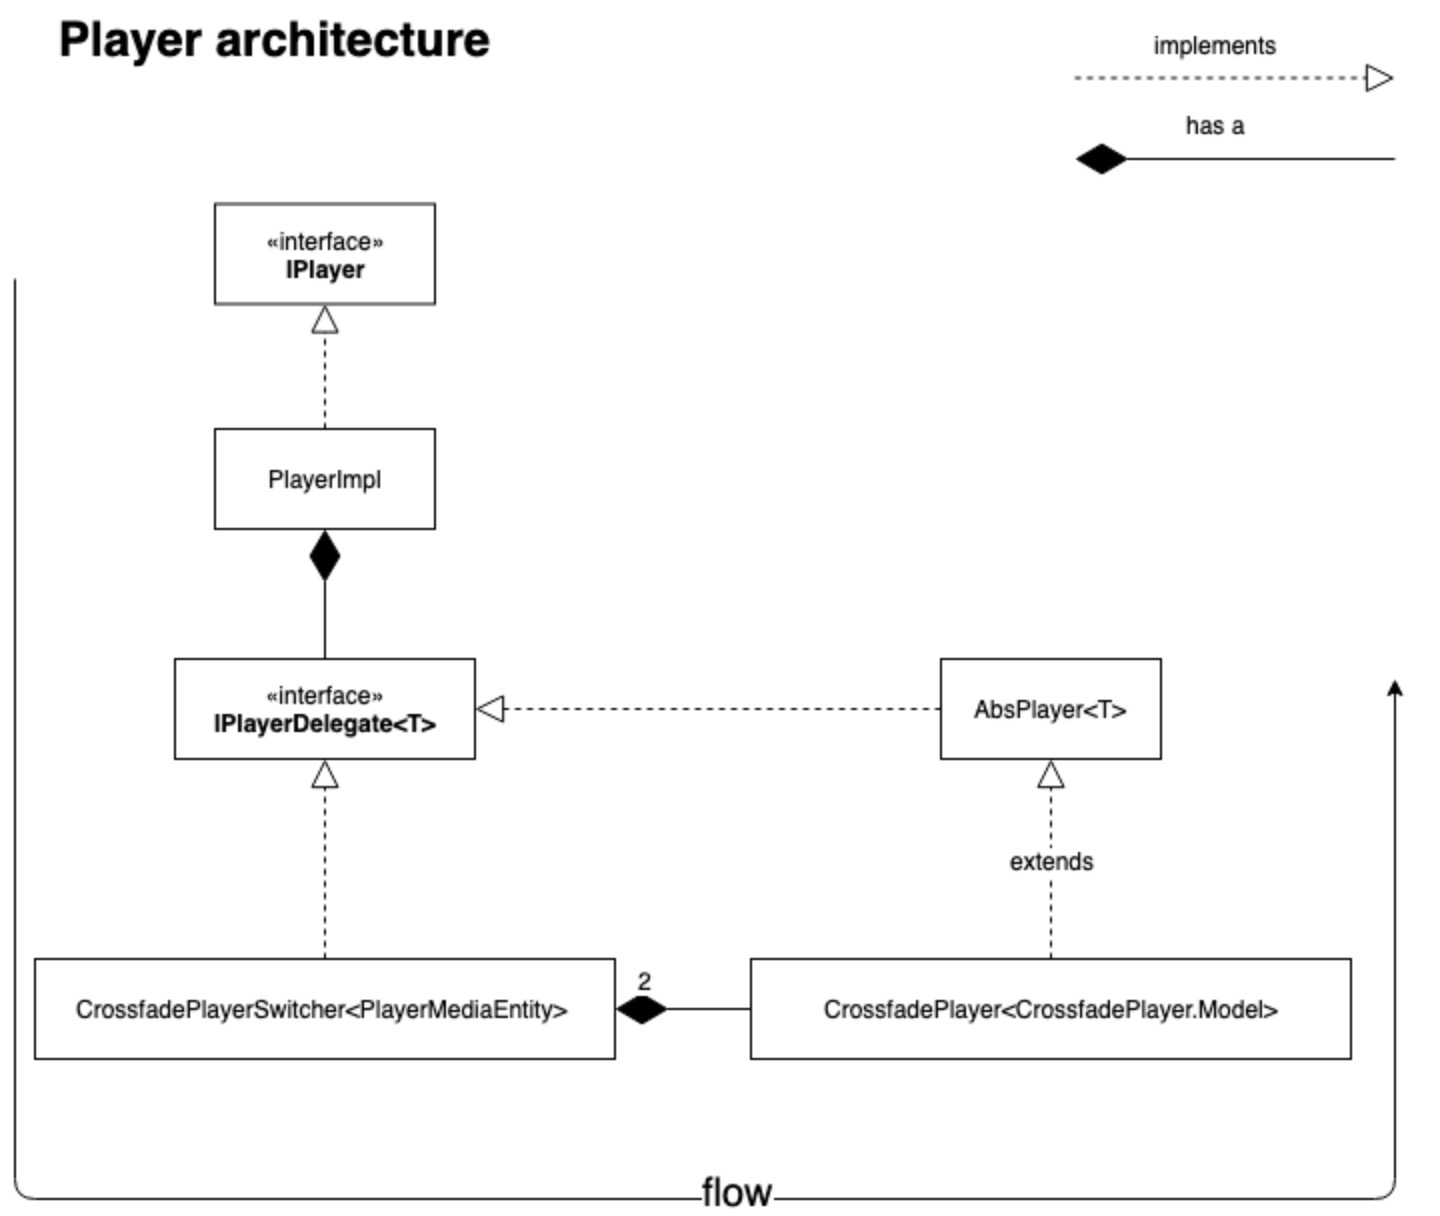 Player architecture
implements
has a
«interface»
IPlayer
PlayerImpl
«interface»
IPlayerDelegate<T>
AbsPlayer<T>
extends
CrossfadePlayerSwitcher<PlayerMediaEntity>
2
CrossfadePlayer<CrossfadePlayer.Model>
flow